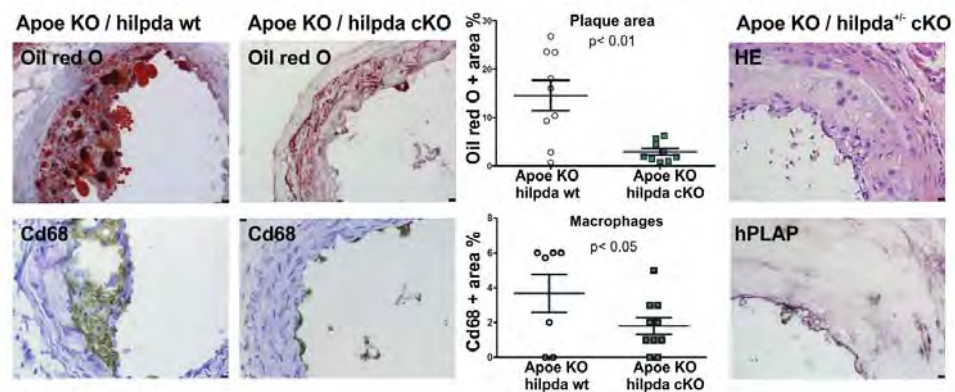 Apoe KO / hilpda wt
Apoe KO / hilpda cKO
Apoe KO / hilpda+/- cKO
Oil red O
Oil red O
Oil red O + area %
Plaque area
p< 0.01
30
20
10
0
Apoe KO
hilpda wt
Apoe KO
hilpda cKO
HE
Cd68
Cd68
Cd68 + area %
Macrophages
p< 0.05
8
6
4
2
0
Apoe KO
hilpda wt
Apoe KO
hilpda cKO
hPLAP